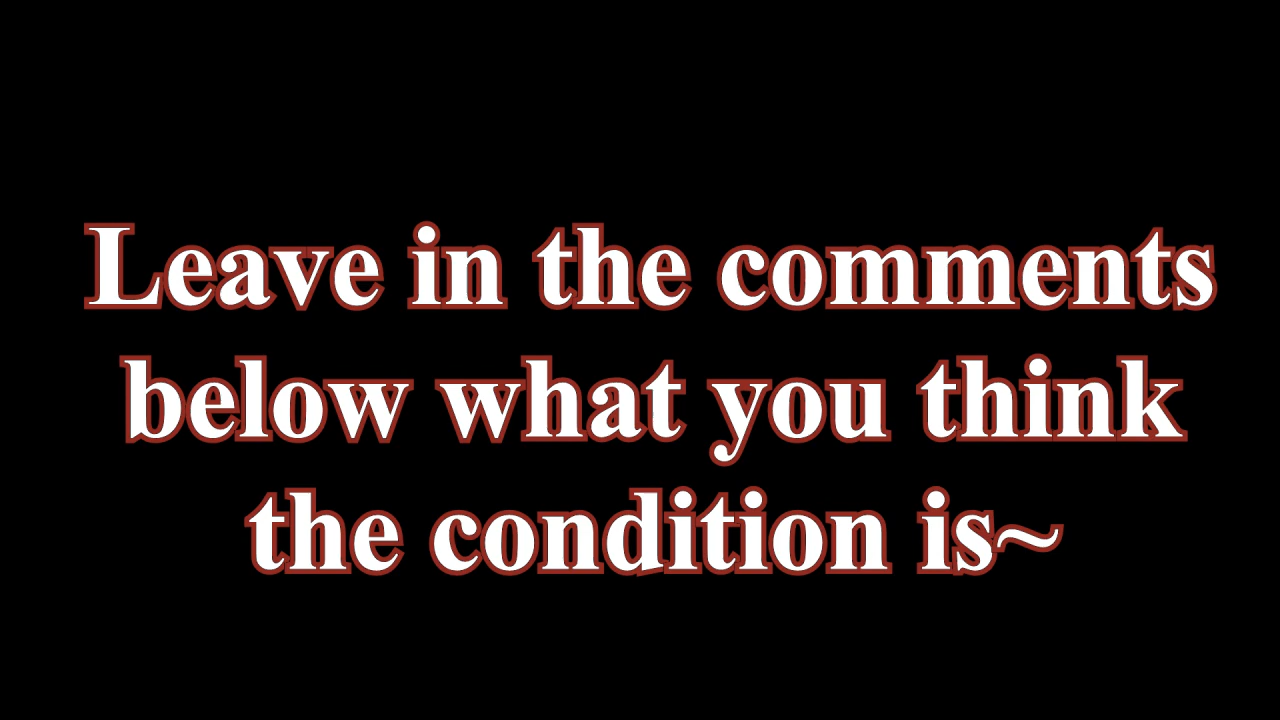 Leave in the comments
below what you think
the condition is~